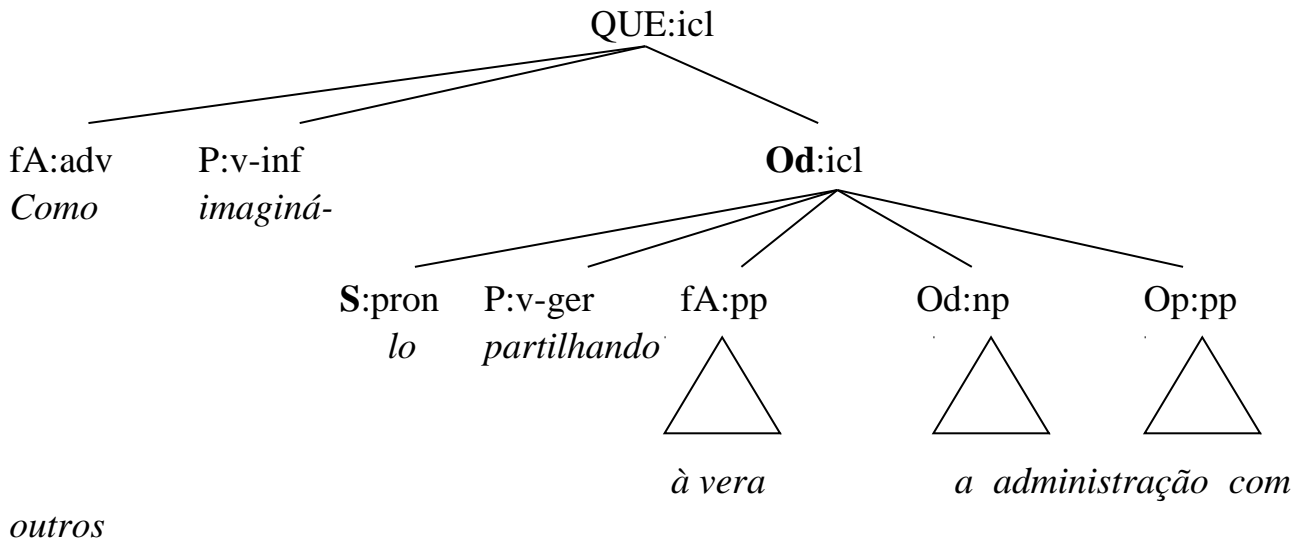 QUE:icl
fA:adv P:v-inf Od:icl
Como imaginá-
S:pron P:v-ger fA:pp Od:np Op:pp
lo partilhando
à vera a administração com
outros